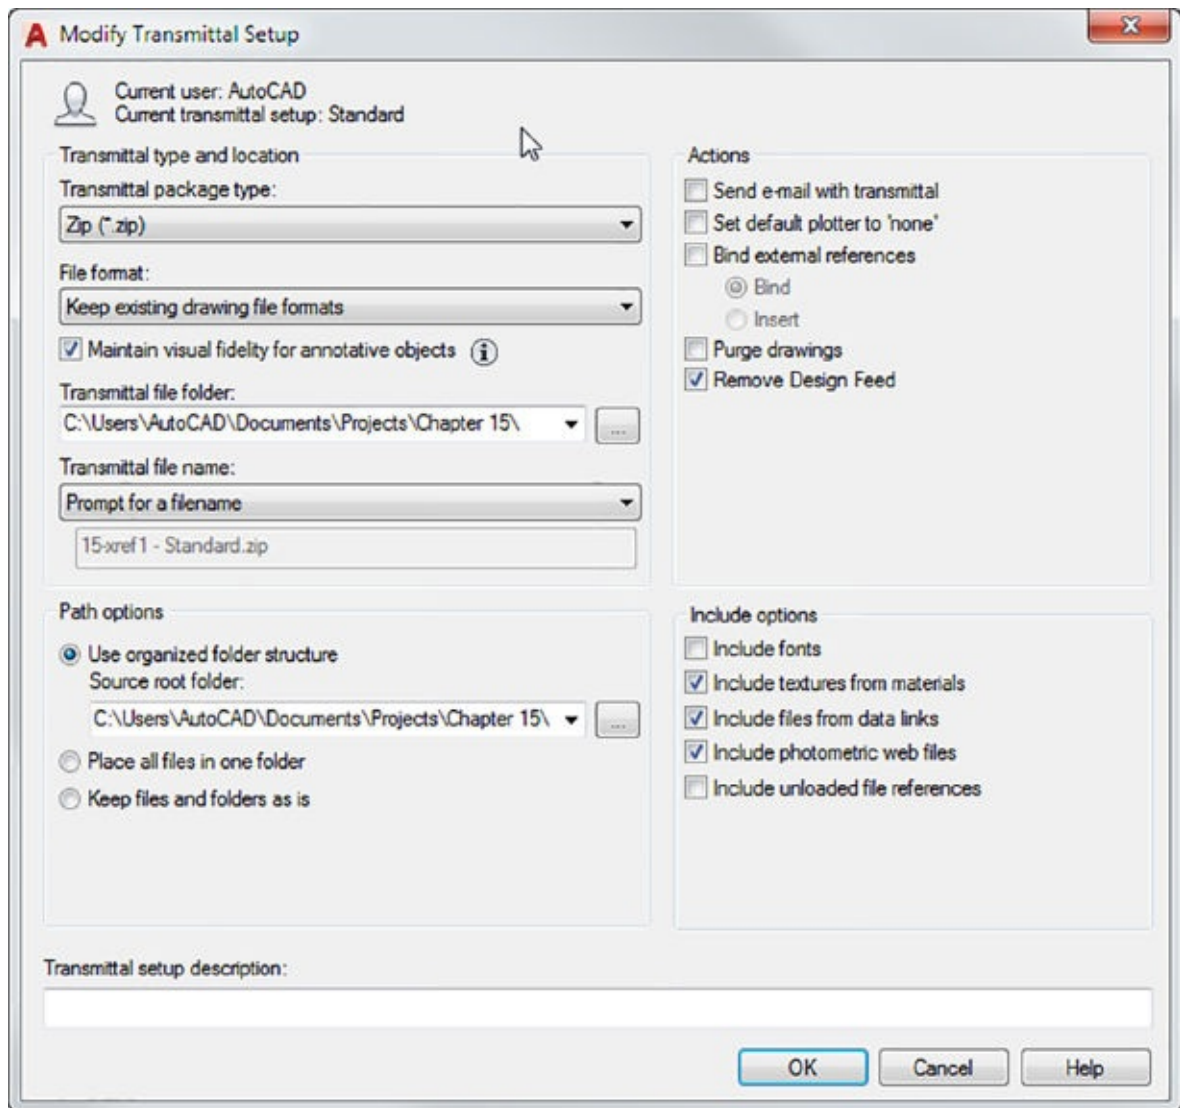 Modify Transmittal Setup
Current user: AutoCAD
Current transmittal setup: Standard
Transmittal type and location
Transmittal package type:
Zip (*.zip)
File format:
Keep existing drawing file formats
Maintain visual fidelity for annotative objects
Transmittal file folder:
C:\Users\AutoCAD\Documents\Projects\Chapter 15\
...
Transmittal file name:
Prompt for a filename
15-xref1 - Standard.zip
Actions
Send e-mail with transmittal
Set default plotter to 'none'
Bind external references
Bind
Insert
Purge drawings
Remove Design Feed
Path options
Use organized folder structure
Source root folder:
C:\Users\AutoCAD\Documents\Projects\Chapter 15\
...
Place all files in one folder
Keep files and folders as is
Include options
Include fonts
Include textures from materials
Include files from data links
Include photometric web files
Include unloaded file references
Transmittal setup description:
OK
Cancel
Help